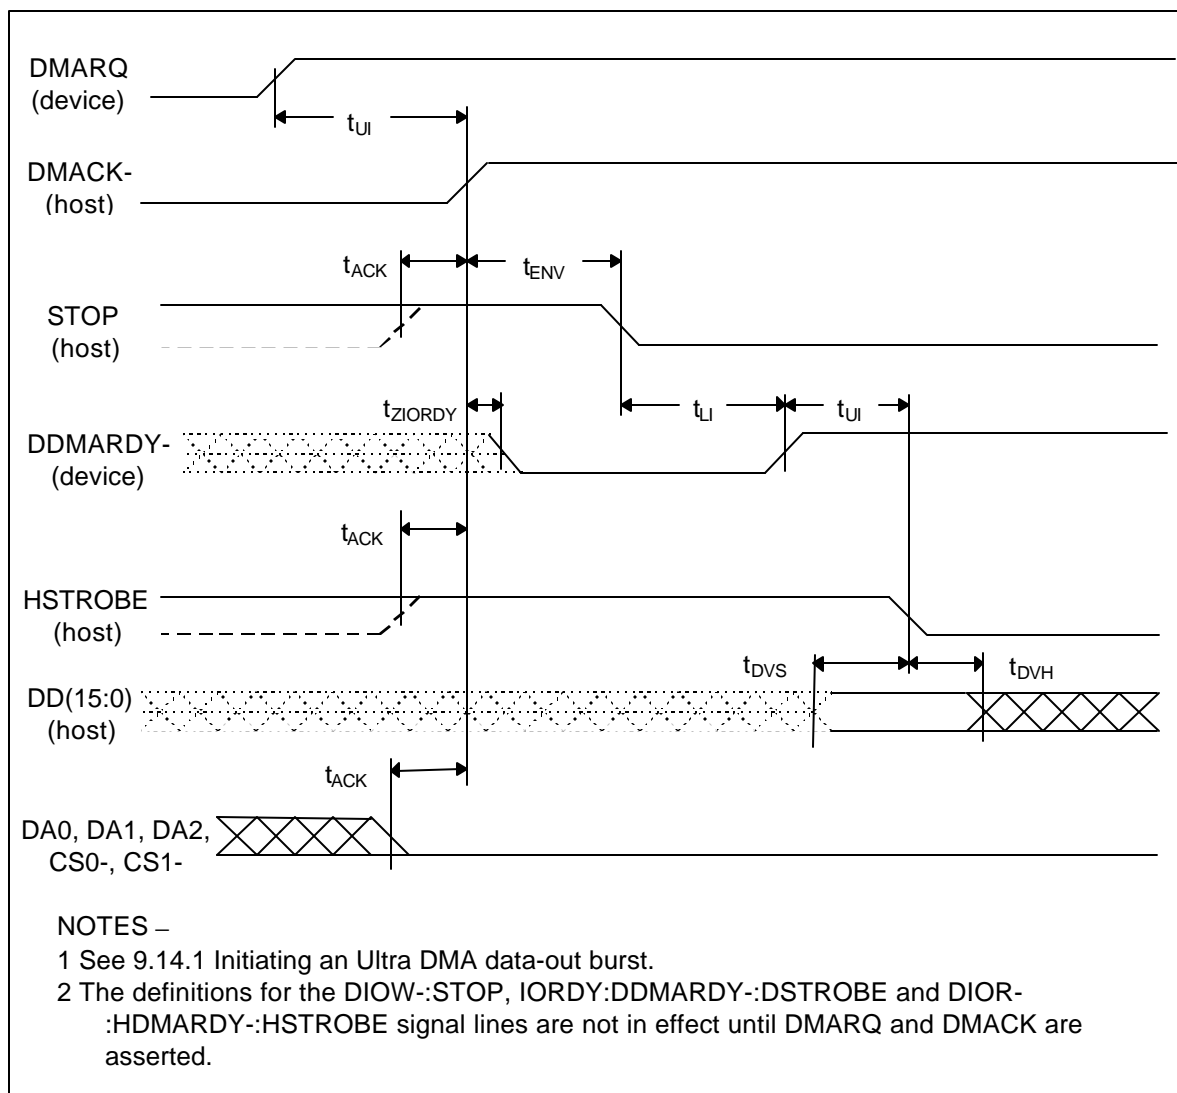 DMARQ
(device)
tUI
DMACK-
(host)
tACK
tENV
STOP
(host)
tZIORDY
tLI
tUI
DDMARDY-
(device)
tACK
HSTROBE
(host)
tDVS
tDVH
DD(15:0)
(host)
tACK
DA0, DA1, DA2,
CS0-, CS1-
NOTES –
1 See 9.14.1 Initiating an Ultra DMA data-out burst.
2 The definitions for the DIOW-:STOP, IORDY:DDMARDY-:DSTROBE and DIOR-
:HDMARDY-:HSTROBE signal lines are not in effect until DMARQ and DMACK are
asserted.